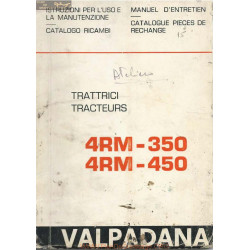 ISTRUZIONI PER L'USO E
LA MANUTENZIONE
CATALOGO RICAMBI
MANUEL D'ENTRETIEN
CATALOGUE PIECES DE
RECHANGE
TRATTRICI
TRACTEURS
4RM-350
4RM-450
VALPADANA